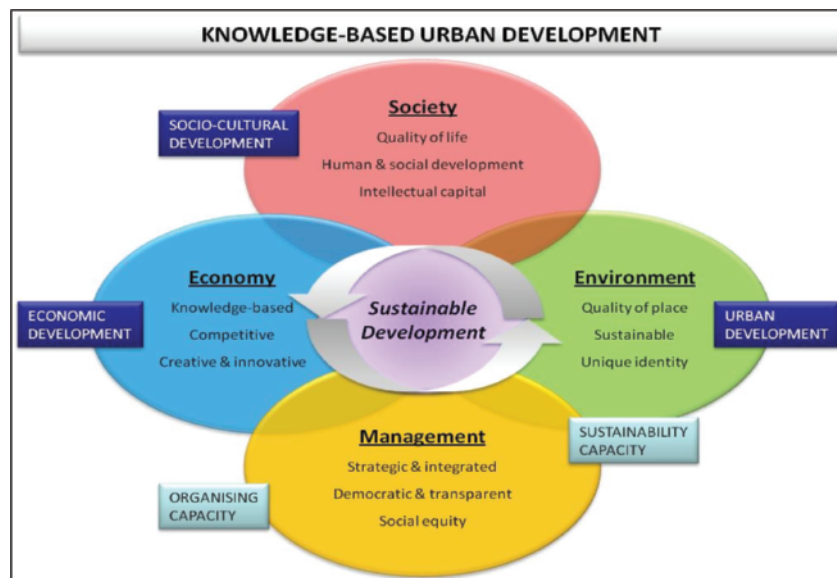 KNOWLEDGE-BASED URBAN DEVELOPMENT
SOCIO-CULTURAL
DEVELOPMENT
Society
Quality of life
Human & social development
Intellectual capital
ECONOMIC
DEVELOPMENT
Economy
Knowledge-based
Competitive
Creative & innovative
Sustainable
Development
Environment
Quality of place
Sustainable
Unique identity
URBAN
DEVELOPMENT
Management
Strategic & integrated
Democratic & transparent
Social equity
SUSTAINABILITY
CAPACITY
ORGANISING
CAPACITY